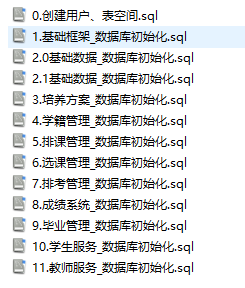 0.创建用户、表空间.sql
1.基础框架_数据库初始化.sql
2.0基础数据_数据库初始化.sql
2.1基础数据_数据库初始化.sql
3.培养方案_数据库初始化.sql
4.学籍管理_数据库初始化.sql
5.排课管理_数据库初始化.sql
6.选课管理_数据库初始化.sql
7.排考管理_数据库初始化.sql
8.成绩系统_数据库初始化.sql
9.毕业管理_数据库初始化.sql
10.学生服务_数据库初始化.sql
11.教师服务_数据库初始化.sql